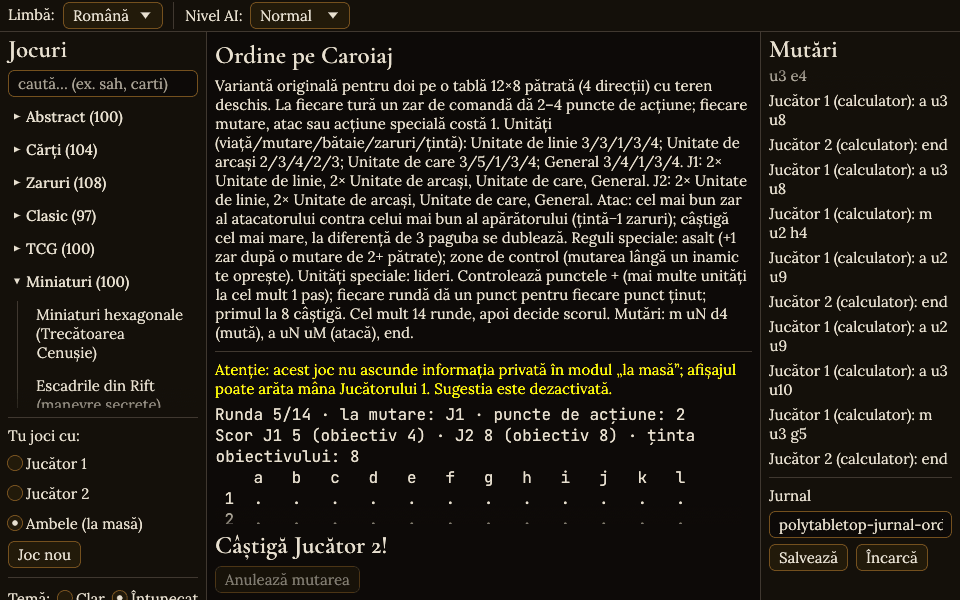 Limbă: Română ▼ Nivel AI: Normal ▼
Jocuri
caută... (ex. sah, carti)
▸ Abstract (100)
▸ Cărți (104)
▸ Zaruri (108)
▸ Clasic (97)
▸ TCG (100)
▾ Miniaturi (100)
Miniaturi hexagonale
(Trecătoarea
Cenușie)
Escadrile din Rift
(manevre secrete)
Tu joci cu:
Jucător 1
Jucător 2
Ambele (la masă)
Joc nou
Temă: Clar Întunecat
Ordine pe Caroiaj
Variantă originală pentru doi pe o tablă 12×8 pătrată (4 direcții) cu teren
deschis. La fiecare tură un zar de comandă dă 2–4 puncte de acțiune; fiecare
mutare, atac sau acțiune specială costă 1. Unități
(viață/mutare/bătaie/zaruri/țintă): Unitate de linie 3/3/1/3/4; Unitate de
arcași 2/3/4/2/3; Unitate de care 3/5/1/3/4; General 3/4/1/3/4. J1: 2×
Unitate de linie, 2× Unitate de arcași, Unitate de care, General. J2: 2× Unitate
de linie, 2× Unitate de arcași, Unitate de care, General. Atac: cel mai bun zar
al atacatorului contra celui mai bun al apărătorului (țintă−1 zaruri); câștigă
cel mai mare, la diferență de 3 paguba se dublează. Reguli speciale: asalt (+1
zar după o mutare de 2+ pătrate); zone de control (mutarea lângă un inamic
te oprește). Unități speciale: lideri. Controlează punctele + (mai multe unități
la cel mult 1 pas); fiecare rundă dă un punct pentru fiecare punct ținut;
primul la 8 câștigă. Cel mult 14 runde, apoi decide scorul. Mutări: m uN d4
(mută), a uN uM (atacă), end.
Atenție: acest joc nu ascunde informația privată în modul „la masă”; afișajul
poate arăta mâna Jucătorului 1. Sugestia este dezactivată.
Runda 5/14 · la mutare: J1 · puncte de acțiune: 2
Scor J1 5 (obiectiv 4) · J2 8 (obiectiv 8) · ținta
obiectivului: 8
a b c d e f g h i j k l
1 . . . . . . . . . . . .
2 . . . . . . . . . . . .
Câștigă Jucător 2!
Anulează mutarea
Mutări
u3 e4
Jucător 1 (calculator): a u3
u8
Jucător 2 (calculator): end
Jucător 1 (calculator): a u3
u8
Jucător 1 (calculator): m
u2 h4
Jucător 1 (calculator): a u2
u9
Jucător 2 (calculator): end
Jucător 1 (calculator): a u2
u9
Jucător 1 (calculator): a u3
u10
Jucător 1 (calculator): m
u3 g5
Jucător 2 (calculator): end
Jurnal
polytabletop-jurnal-ord
Salvează Încarcă